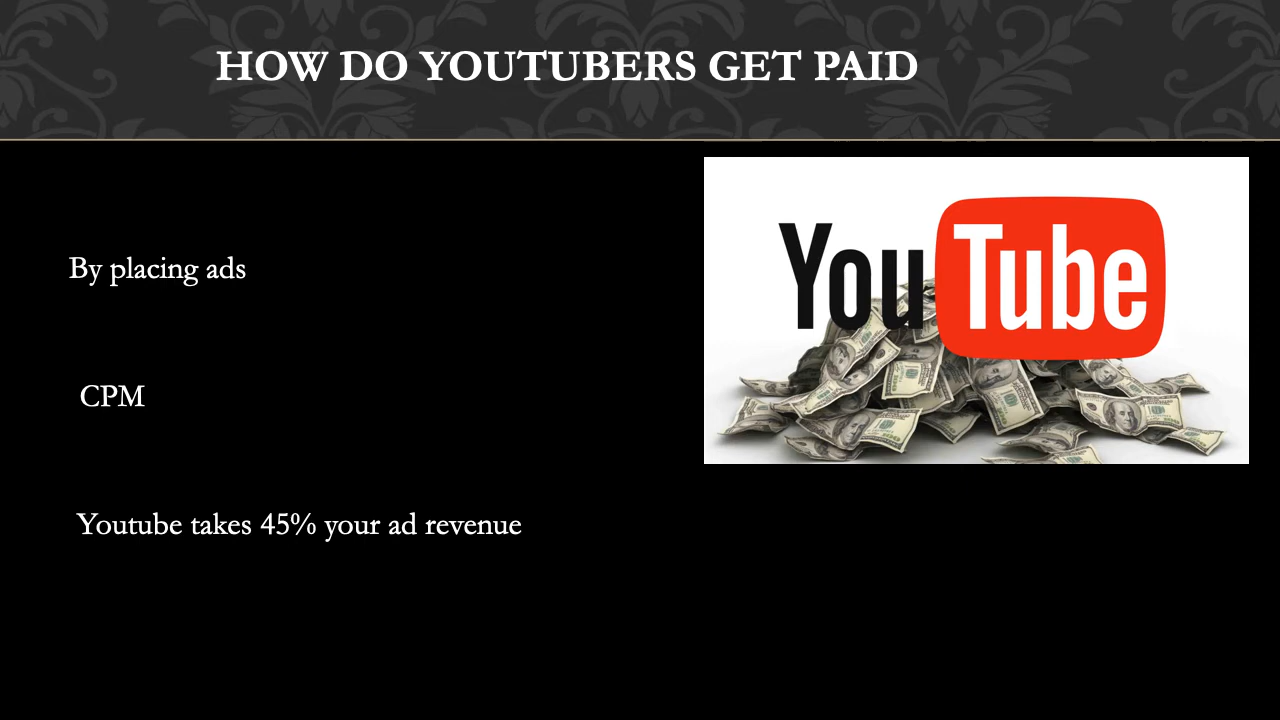 HOW DO YOUTUBERS GET PAID
By placing ads
CPM
Youtube takes 45% your ad revenue
YouTube